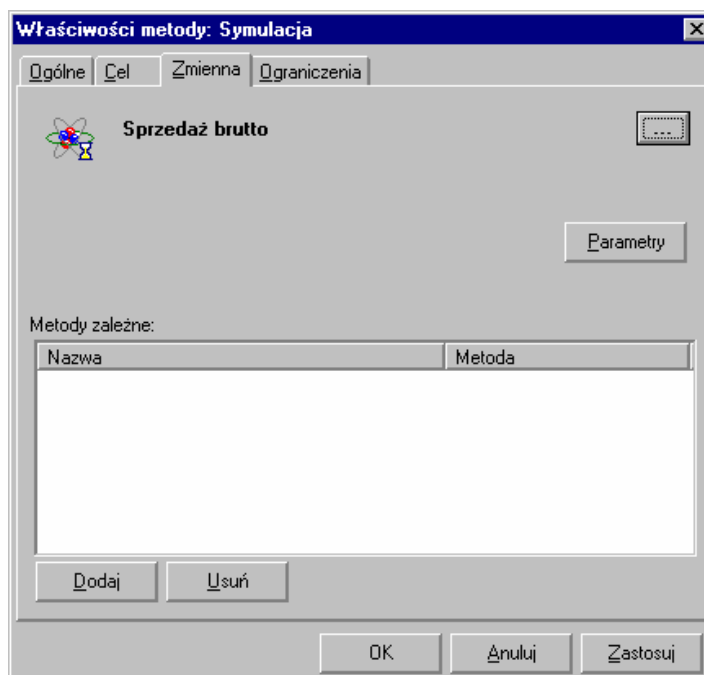 Właściwości metody: Symulacja
Ogólne Cel Zmienna Ograniczenia
Sprzedaż brutto
...
Parametry
Metody zależne:
Nazwa Metoda
Dodaj Usuń
OK Anuluj Zastosuj